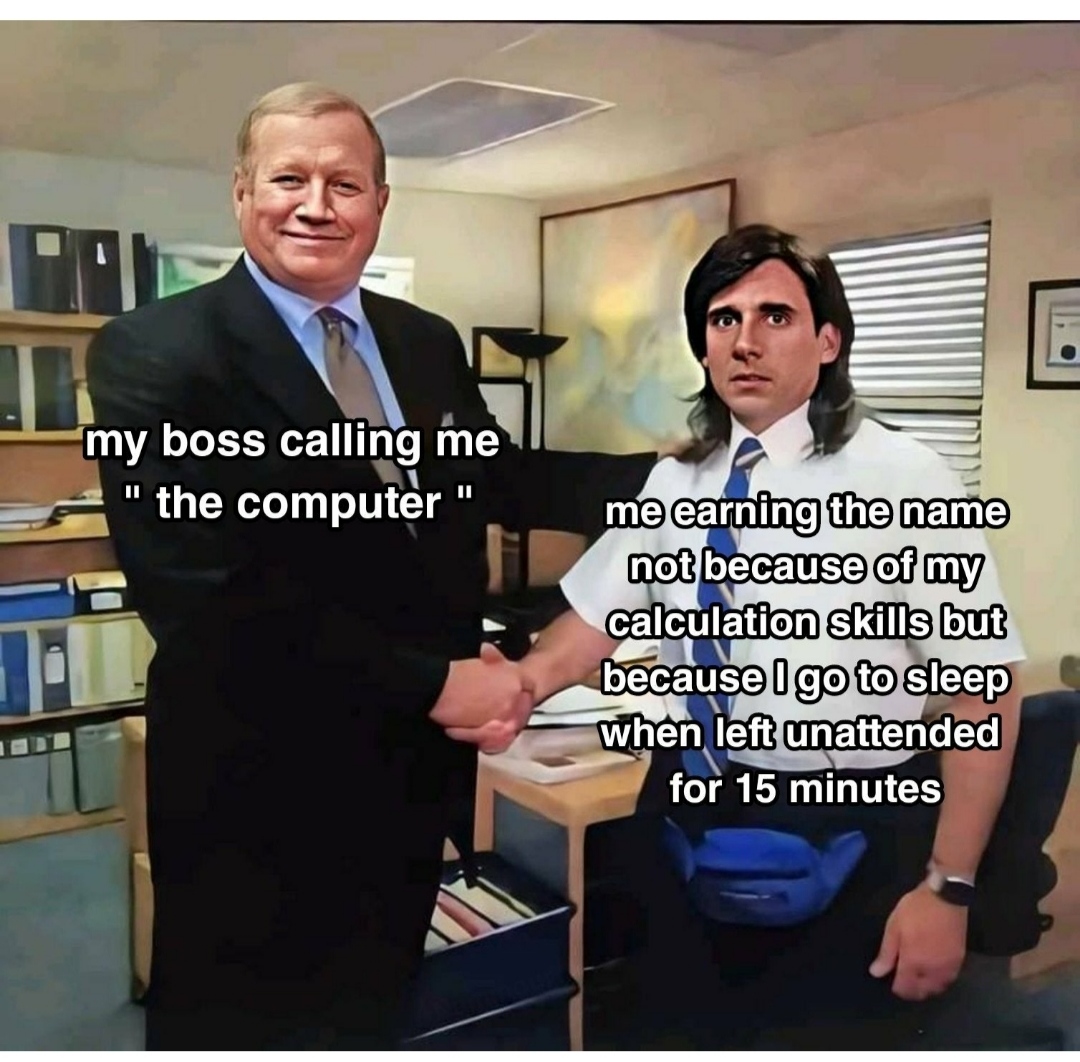 my boss calling me
" the computer "
me earning the name
not because of my
calculation skills but
because I go to sleep
when left unattended
for 15 minutes